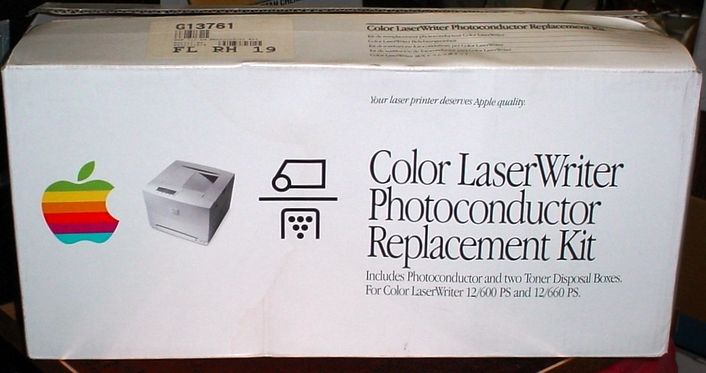 G13761
FL RH 19
Color LaserWriter Photoconductor Replacement Kit
Your laser printer deserves Apple quality.
Color LaserWriter
Photoconductor
Replacement Kit
Includes Photoconductor and two Toner Disposal Boxes.
For Color LaserWriter 12/600 PS and 12/660 PS.